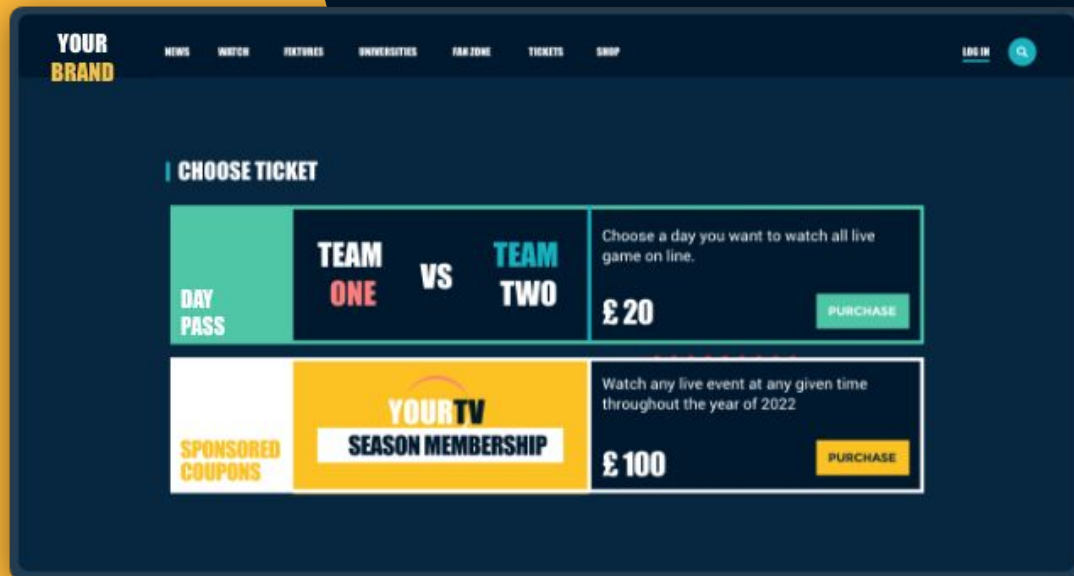 YOUR
BRAND
NEWS WATCH FIXTURES UNIVERSITIES FAN ZONE TICKETS SHOP
LOG IN
CHOOSE TICKET
DAY
PASS
TEAM
ONE
VS
TEAM
TWO
Choose a day you want to watch all live
game on line.
£ 20
PURCHASE
SPONSORED
COUPONS
YOURTV
SEASON MEMBERSHIP
Watch any live event at any given time
throughout the year of 2022
£ 100
PURCHASE